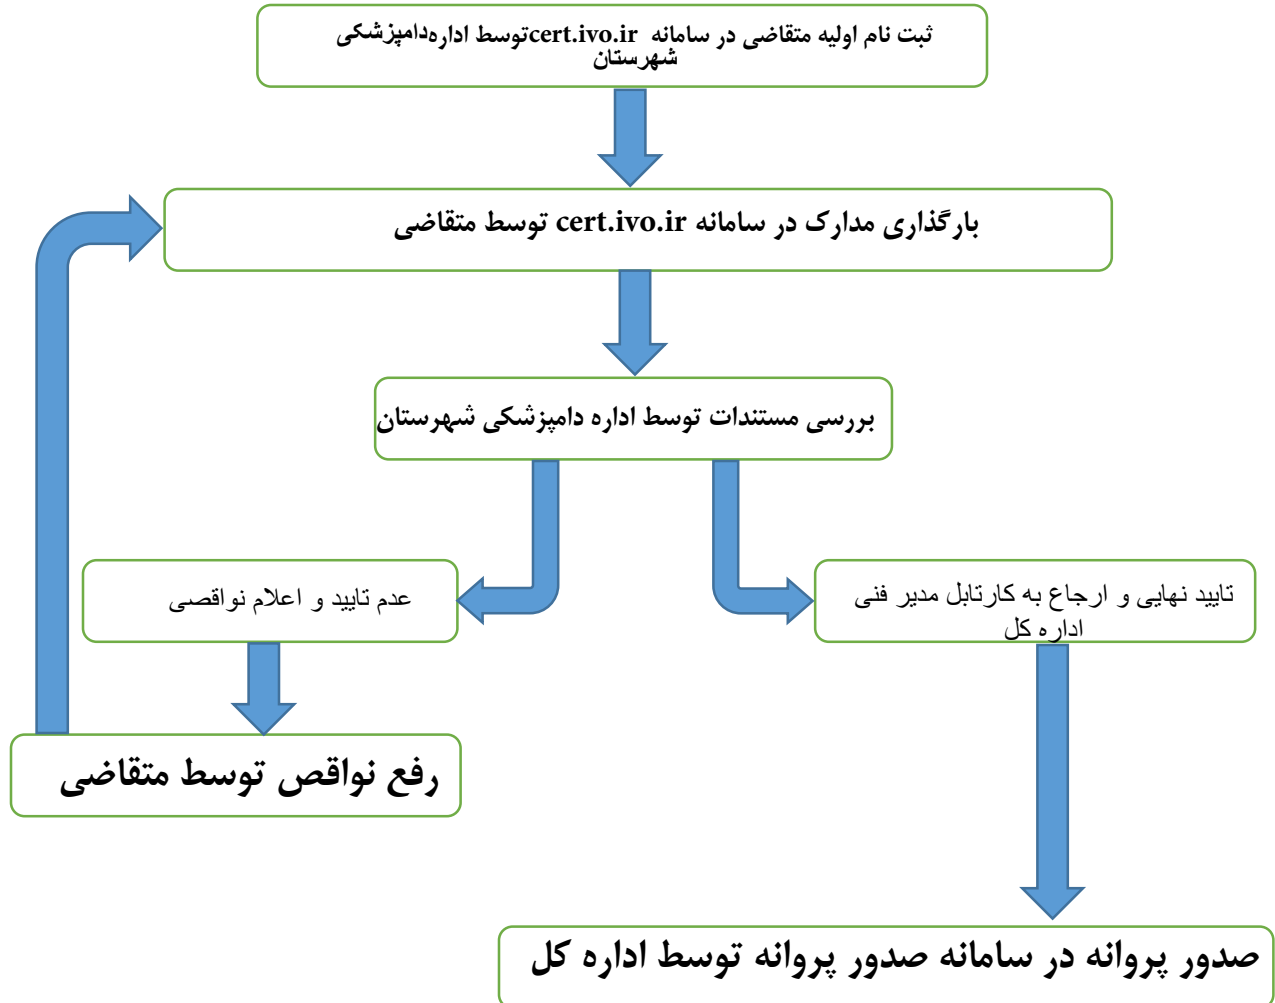 ثبت نام اولیه متقاضی در سامانه cert.ivo.ir توسط اداره دامپزشکی
شهرستان
بارگذاری مدارک در سامانه cert.ivo.ir توسط متقاضی
بررسی مستندات توسط اداره دامپزشکی شهرستان
تایید نهایی و ارجاع به کارتابل مدیر فنی
اداره کل
عدم تایید و اعلام نواقصی
رفع نواقص توسط متقاضی
صدور پروانه در سامانه صدور پروانه توسط اداره کل